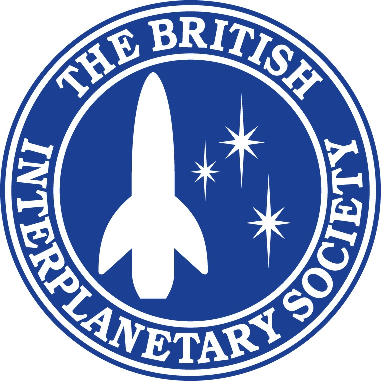 THE BRITISH
INTERPLANETARY SOCIETY